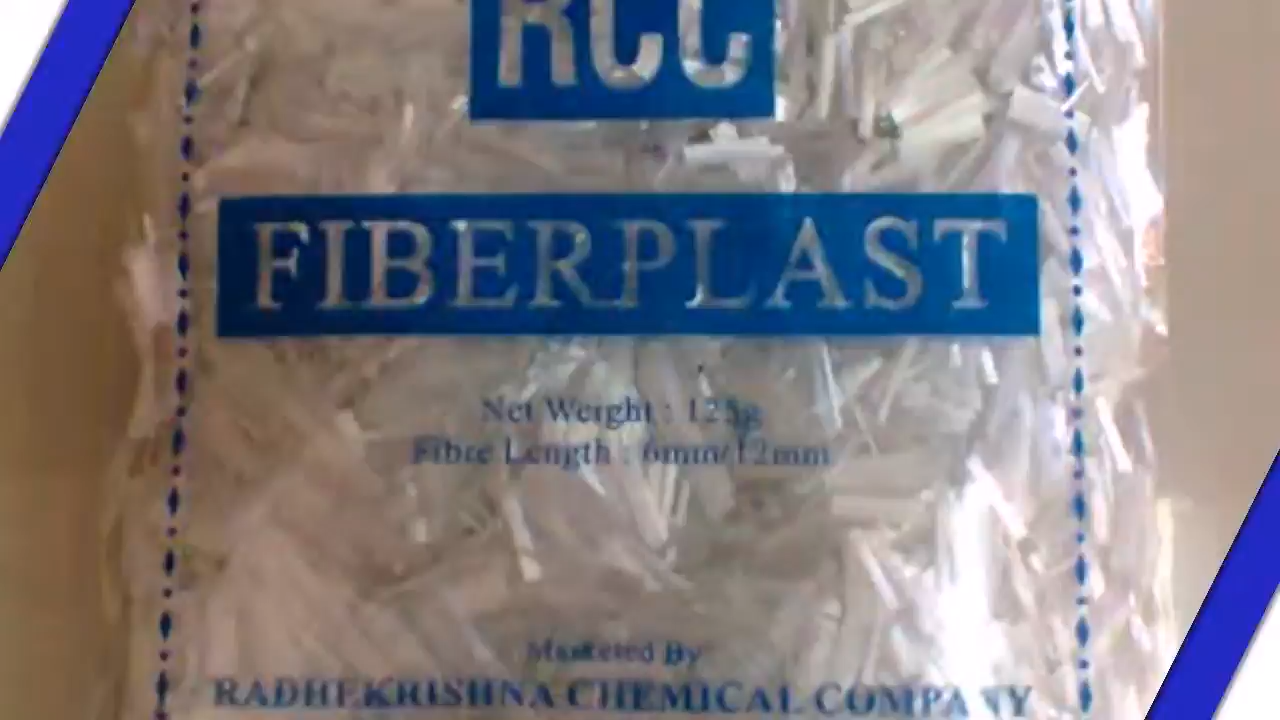 RCC
FIBERPLAST
Net Weight : 125g
Fibre Length : 6mm/12mm
Marketed By
RADHEKRISHNA CHEMICAL COMPANY